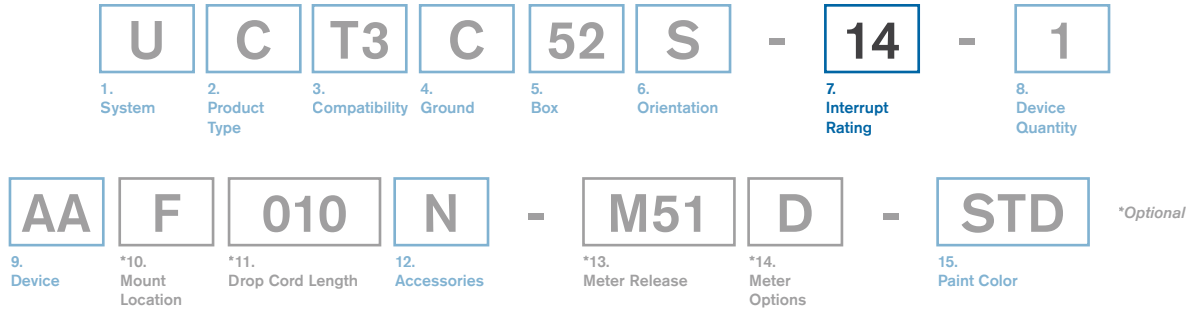 U C T3 C 52 S - 14 - 1
1. 2. 3. 4. 5. 6. 7. 8.
System Product Compatibility Ground Box Orientation Interrupt Device
Type Rating Quantity
AA F 010 N - M51 D - STD *Optional
9. *10. *11. 12. *13. *14. 15.
Device Mount Drop Cord Length Accessories Meter Release Meter Paint Color
Location Options